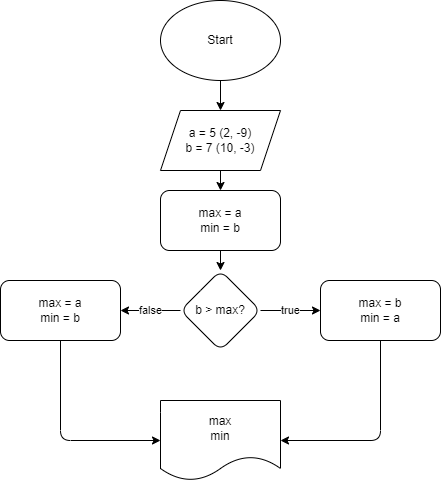 Start
a = 5 (2, -9)
b = 7 (10, -3)
max = a
min = b
max = a
min = b
false
b > max?
true
max = b
min = a
max
min